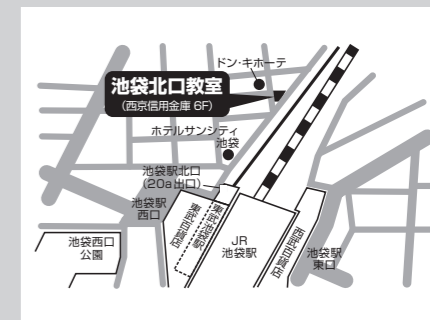 ドン・キホーテ
池袋北口教室
(西京信用金庫 6F)
ホテルサンシティ
池袋
池袋駅北口
(20a出口)
池袋駅
西口
東武百貨店
東武池袋駅
JR
池袋駅
西武百貨店
池袋駅
東口
池袋西口
公園